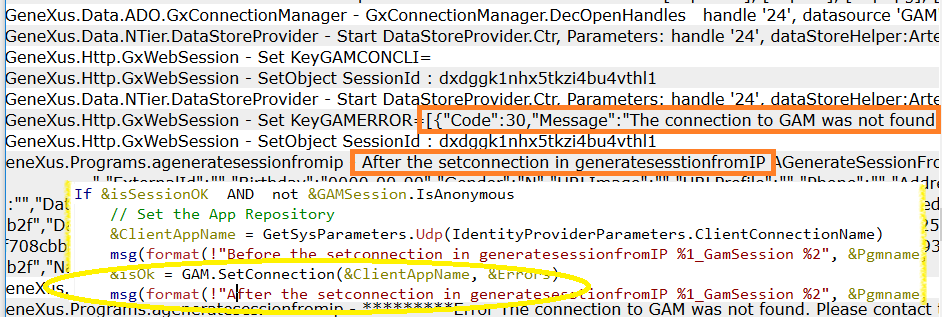 GeneXus.Data.ADO.GxConnectionManager - GxConnectionManager.DecOpenHandles   handle '24', datasource 'GAM'
GeneXus.Data.NTier.DataStoreProvider - Start DataStoreProvider.Ctr, Parameters: handle '24', dataStoreHelper:Arte
GeneXus.Http.GxWebSession - Set KeyGAMCONCLI=
GeneXus.Http.GxWebSession - SetObject SessionId : dxdggk1nhx5tkzi4bu4vthl1
GeneXus.Data.NTier.DataStoreProvider - Start DataStoreProvider.Ctr, Parameters: handle '24', dataStoreHelper:Arte
GeneXus.Http.GxWebSession - Set KeyGAMERROR=[{"Code":30,"Message":"The connection to GAM was not found
GeneXus.Http.GxWebSession - SetObject SessionId : dxdggk1nhx5tkzi4bu4vthl1
eneXus.Programs.ageneratesessionfromip After the setconnection in generatesesstionfromIP AGenerateSessionFro
If &isSessionOK  AND  not &GAMSession.IsAnonymous
:"","Dat
// Set the App Repository
b2f","D
&ClientAppName = GetSysParameters.Udp(IdentityProviderParameters.ClientConnectionName)
f708cbb
msg(format(!"Before the setconnection in generatesessionfromIP %1_GamSession %2", &Pgmname,
b2f","Na
&isOk = GAM.SetConnection(&ClientAppName, &Errors)
eneXus.
msg(format(!"After the setconnection in generatesesstionfromIP %1_GamSession %2", &Pgmname,
eneXus.Programs.ageneratesessionfromip - *********Error The connection to GAM was not found. Please contact